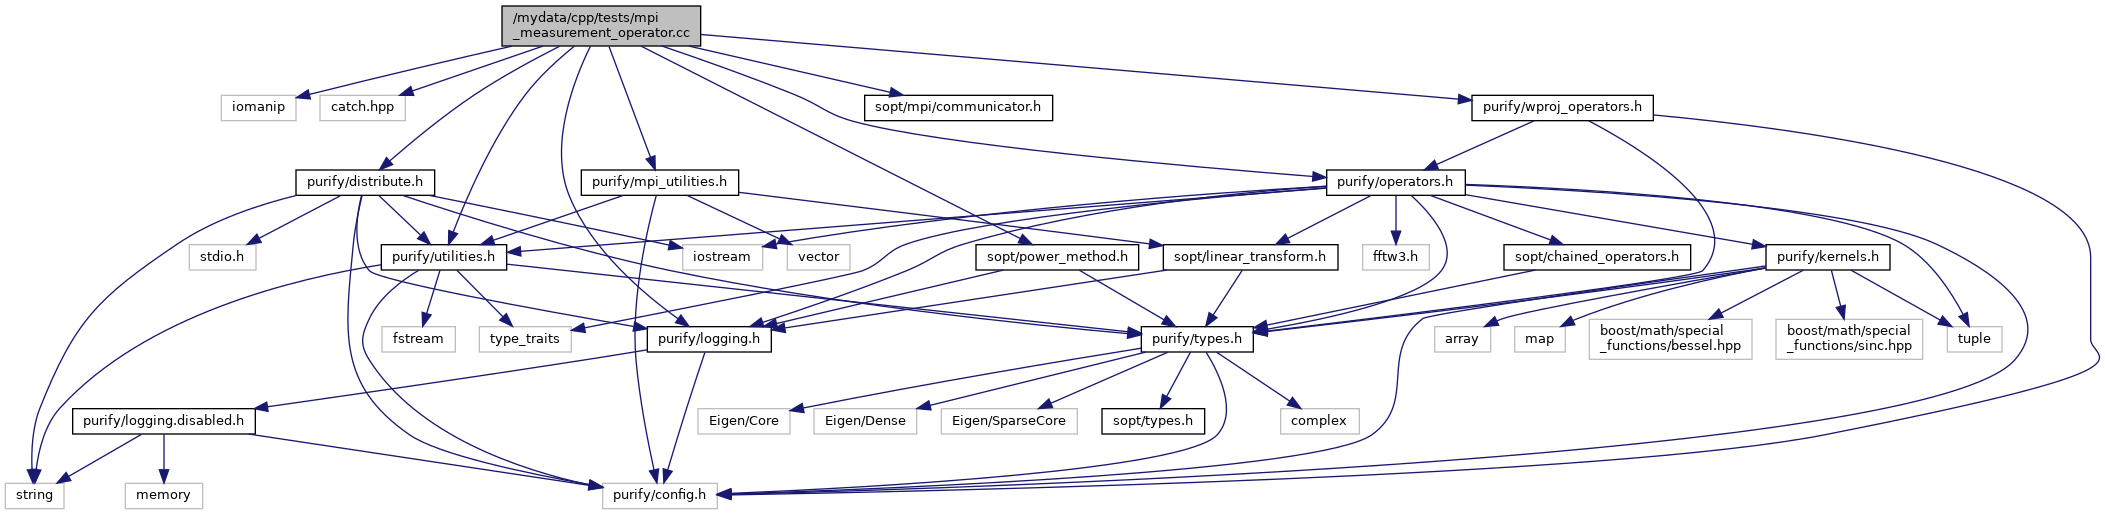 /mydata/cpp/tests/mpi
_measurement_operator.cc
iomanip
catch.hpp
sopt/mpi/communicator.h
purify/wproj_operators.h
purify/distribute.h
purify/mpi_utilities.h
purify/operators.h
stdio.h
purify/utilities.h
iostream
vector
sopt/power_method.h
sopt/linear_transform.h
fftw3.h
sopt/chained_operators.h
purify/kernels.h
fstream
type_traits
purify/logging.h
purify/types.h
array
map
boost/math/special
_functions/bessel.hpp
boost/math/special
_functions/sinc.hpp
tuple
purify/logging.disabled.h
Eigen/Core
Eigen/Dense
Eigen/SparseCore
sopt/types.h
complex
string
memory
purify/config.h